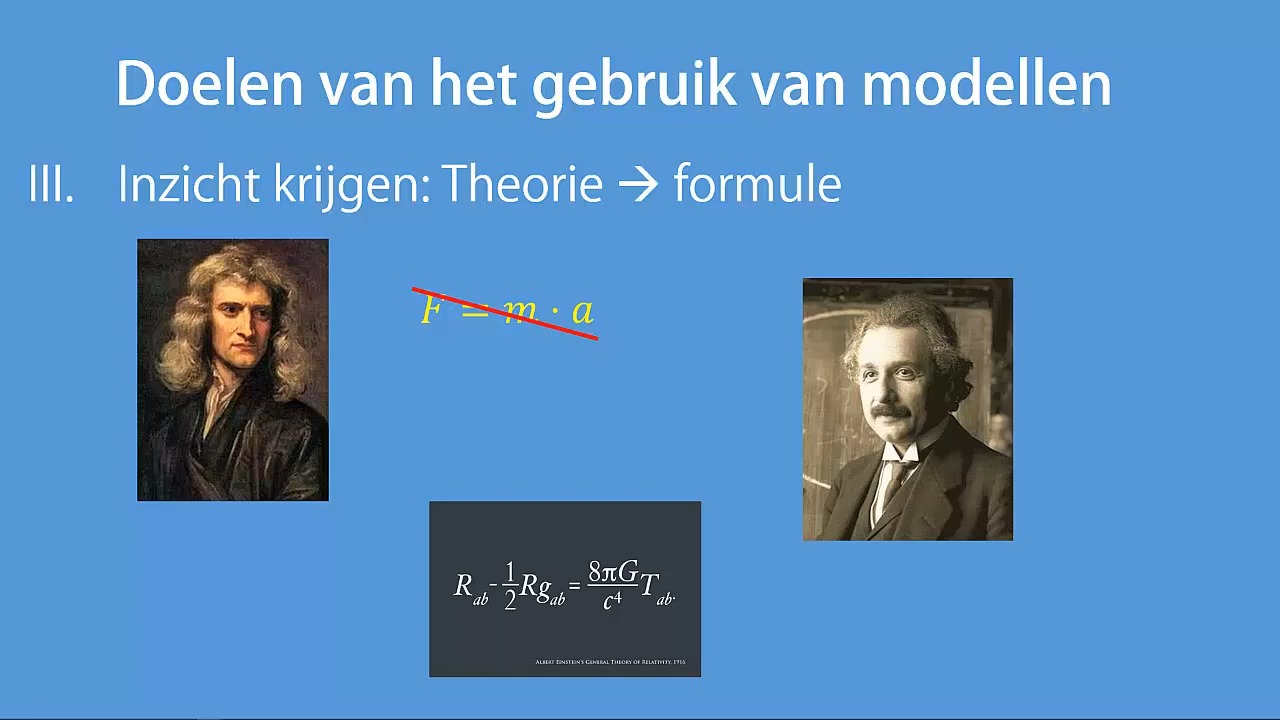 Doelen van het gebruik van modellen
III. Inzicht krijgen: Theorie → formule
F = m · a
R_ab - 1/2 Rg_ab = 8πG/c⁴ T_ab.
Albert Einstein's General Theory of Relativity, 1916